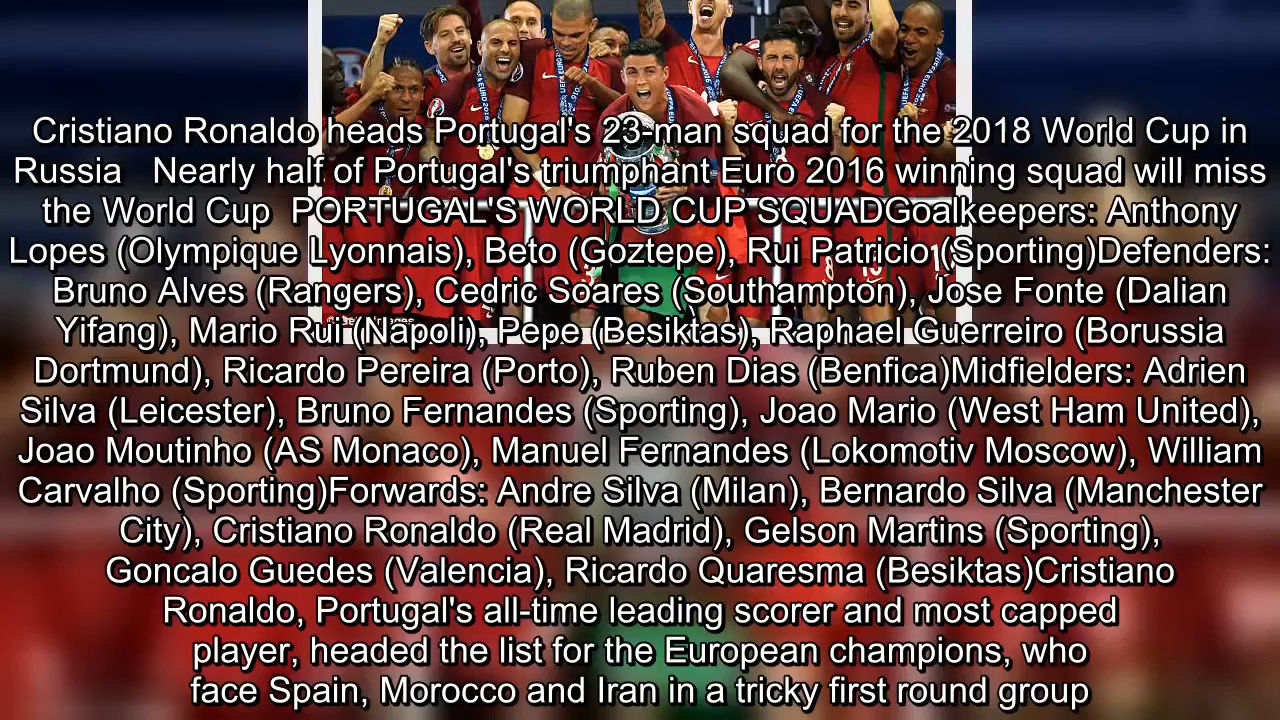 Cristiano Ronaldo heads Portugal's 23-man squad for the 2018 World Cup in
Russia   Nearly half of Portugal's triumphant Euro 2016 winning squad will miss
the World Cup  PORTUGAL'S WORLD CUP SQUADGoalkeepers: Anthony
Lopes (Olympique Lyonnais), Beto (Goztepe), Rui Patricio (Sporting)Defenders:
Bruno Alves (Rangers), Cedric Soares (Southampton), Jose Fonte (Dalian
Yifang), Mario Rui (Napoli), Pepe (Besiktas), Raphael Guerreiro (Borussia
Dortmund), Ricardo Pereira (Porto), Ruben Dias (Benfica)Midfielders: Adrien
Silva (Leicester), Bruno Fernandes (Sporting), Joao Mario (West Ham United),
Joao Moutinho (AS Monaco), Manuel Fernandes (Lokomotiv Moscow), William
Carvalho (Sporting)Forwards: Andre Silva (Milan), Bernardo Silva (Manchester
City), Cristiano Ronaldo (Real Madrid), Gelson Martins (Sporting),
Goncalo Guedes (Valencia), Ricardo Quaresma (Besiktas)Cristiano
Ronaldo, Portugal's all-time leading scorer and most capped
player, headed the list for the European champions, who
face Spain, Morocco and Iran in a tricky first round group